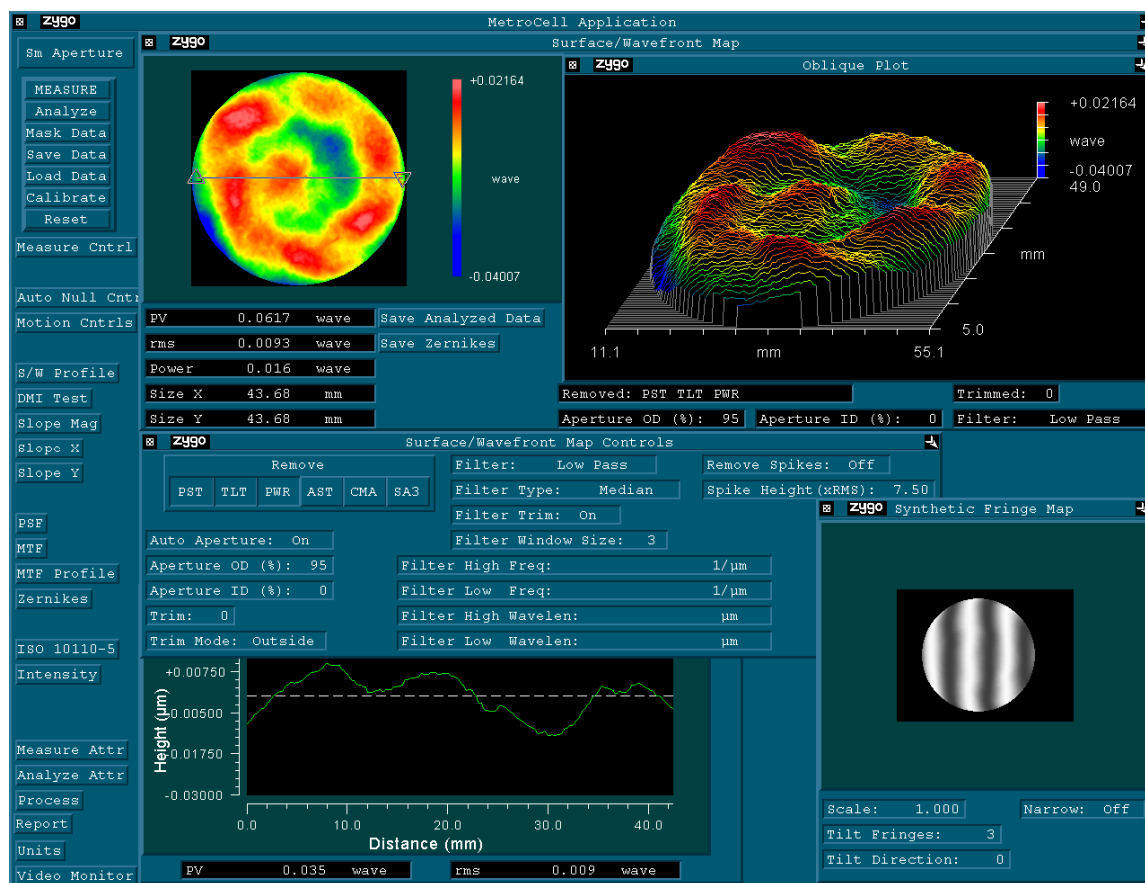 zygo MetroCell Application
Sm Aperture
MEASURE
Analyze
Mask Data
Save Data
Load Data
Calibrate
Reset
Measure Cntrl
Auto Null Cntr
Motion Cntrls
S/W Profile
DMI Test
Slope Mag
Slope X
Slope Y
PSF
MTF
MTF Profile
Zernikes
ISO 10110-5
Intensity
Measure Attr
Analyze Attr
Process
Report
Units
Video Monitor
zygo Surface/Wavefront Map
+0.02164
wave
-0.04007
PV 0.0617 wave
rms 0.0093 wave
Power 0.016 wave
Size X 43.68 mm
Size Y 43.68 mm
Save Analyzed Data
Save Zernikes
zygo Oblique Plot
+0.02164
wave
-0.04007
49.0
mm
5.0
11.1 mm 55.1
Removed: PST TLT PWR
Trimmed: 0
Aperture OD (%): 95
Aperture ID (%): 0
Filter: Low Pass
zygo Surface/Wavefront Map Controls
Remove
PST TLT PWR AST CMA SA3
Auto Aperture: On
Aperture OD (%): 95
Aperture ID (%): 0
Trim: 0
Trim Mode: Outside
Filter: Low Pass
Filter Type: Median
Filter Trim: On
Filter Window Size: 3
Remove Spikes: Off
Spike Height(xRMS): 7.50
Filter High Freq: 1/µm
Filter Low Freq: 1/µm
Filter High Wavelen: µm
Filter Low Wavelen: µm
Height (µm)
+0.00750
-0.00500
-0.01750
-0.03000
0.0 10.0 20.0 30.0 40.0
Distance (mm)
PV 0.035 wave
rms 0.009 wave
zygo Synthetic Fringe Map
Scale: 1.000
Narrow: Off
Tilt Fringes: 3
Tilt Direction: 0